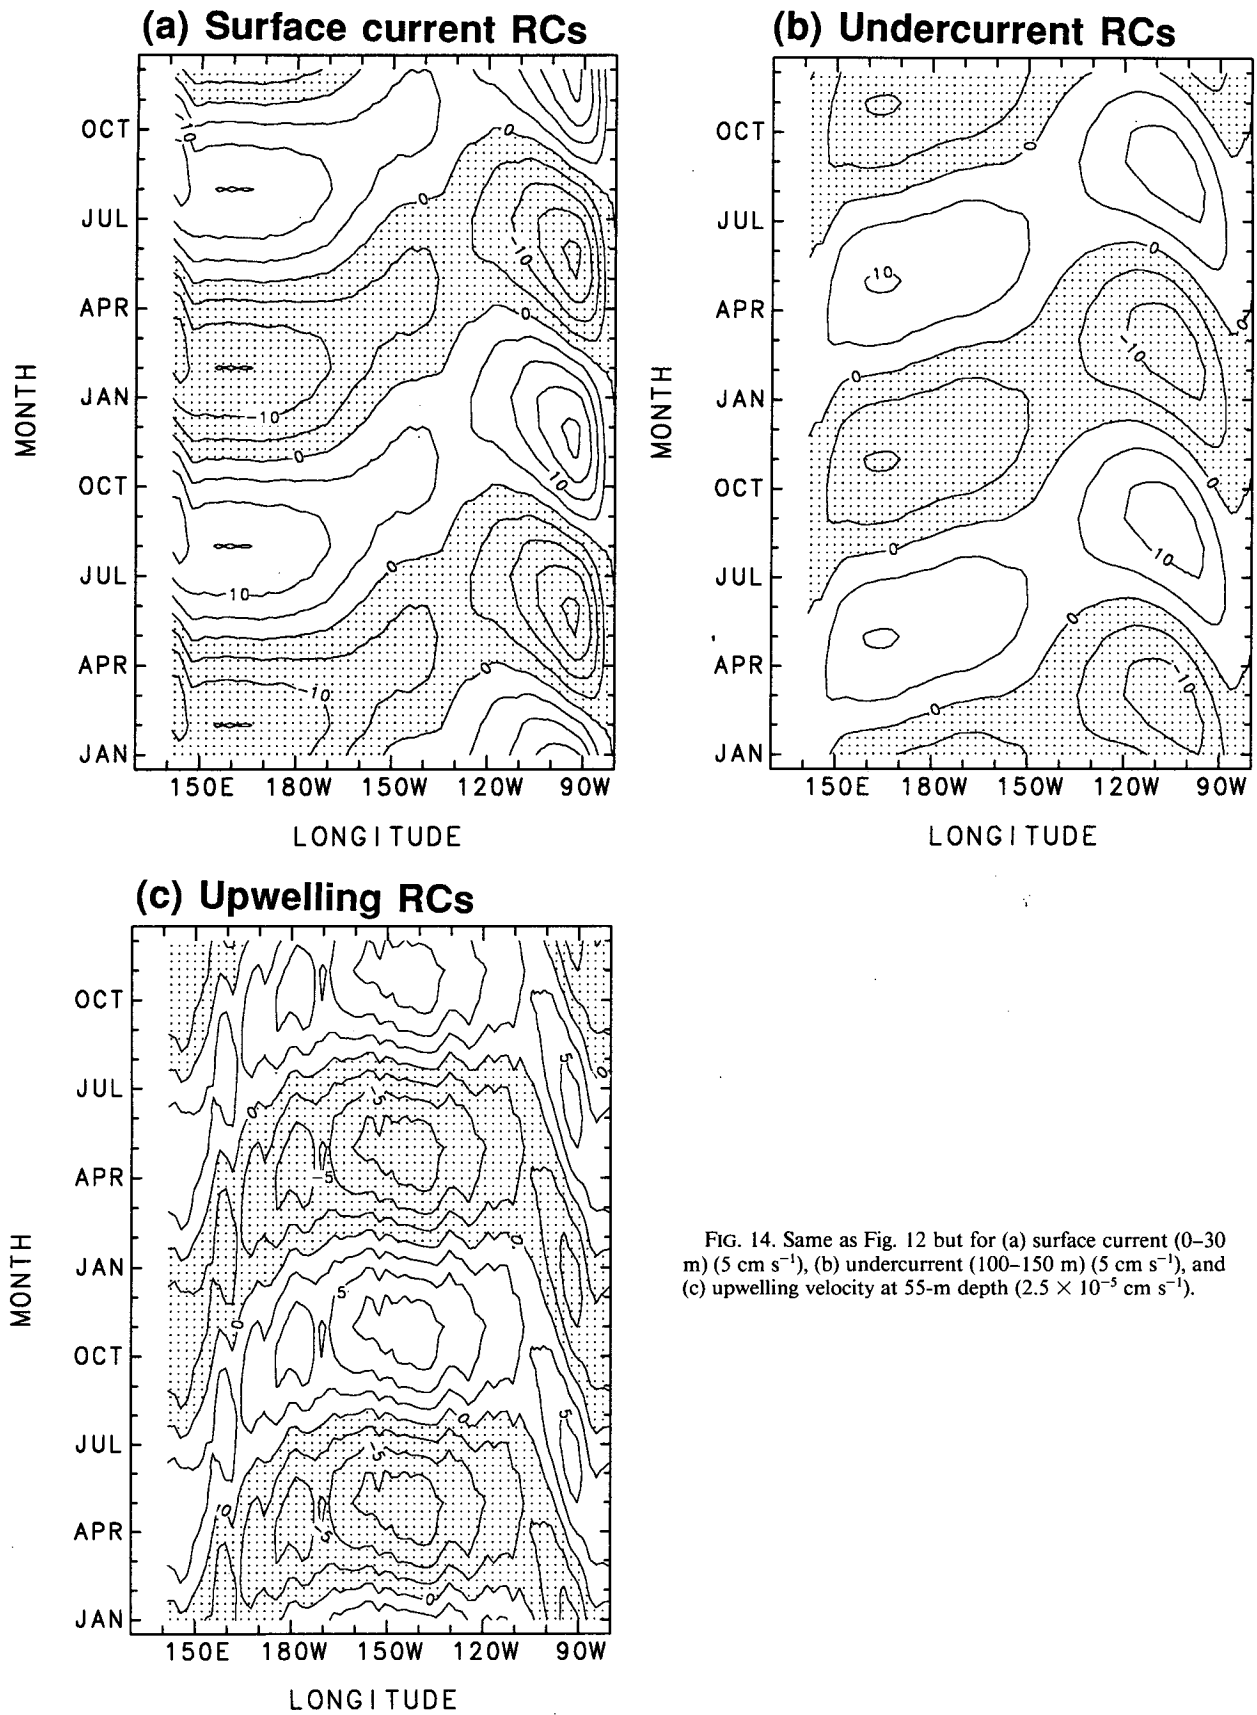 (a) Surface current RCs
OCT
JUL
APR
JAN
OCT
JUL
APR
JAN
MONTH
0
0
0
-10
0
-10
0
10
0
10
0
-10
150E 180W 150W 120W 90W
LONGITUDE
(b) Undercurrent RCs
OCT
JUL
APR
JAN
OCT
JUL
APR
JAN
MONTH
0
0
10
0
-10
0
0
0
10
0
-10
0
150E 180W 150W 120W 90W
LONGITUDE
(c) Upwelling RCs
OCT
JUL
APR
JAN
OCT
JUL
APR
JAN
MONTH
5
0
-5
0
-5
0
5
0
5
0
-5
0
-5
0
150E 180W 150W 120W 90W
LONGITUDE
FIG. 14. Same as Fig. 12 but for (a) surface current (0–30
m) (5 cm s⁻¹), (b) undercurrent (100–150 m) (5 cm s⁻¹), and
(c) upwelling velocity at 55-m depth (2.5 × 10⁻⁵ cm s⁻¹).